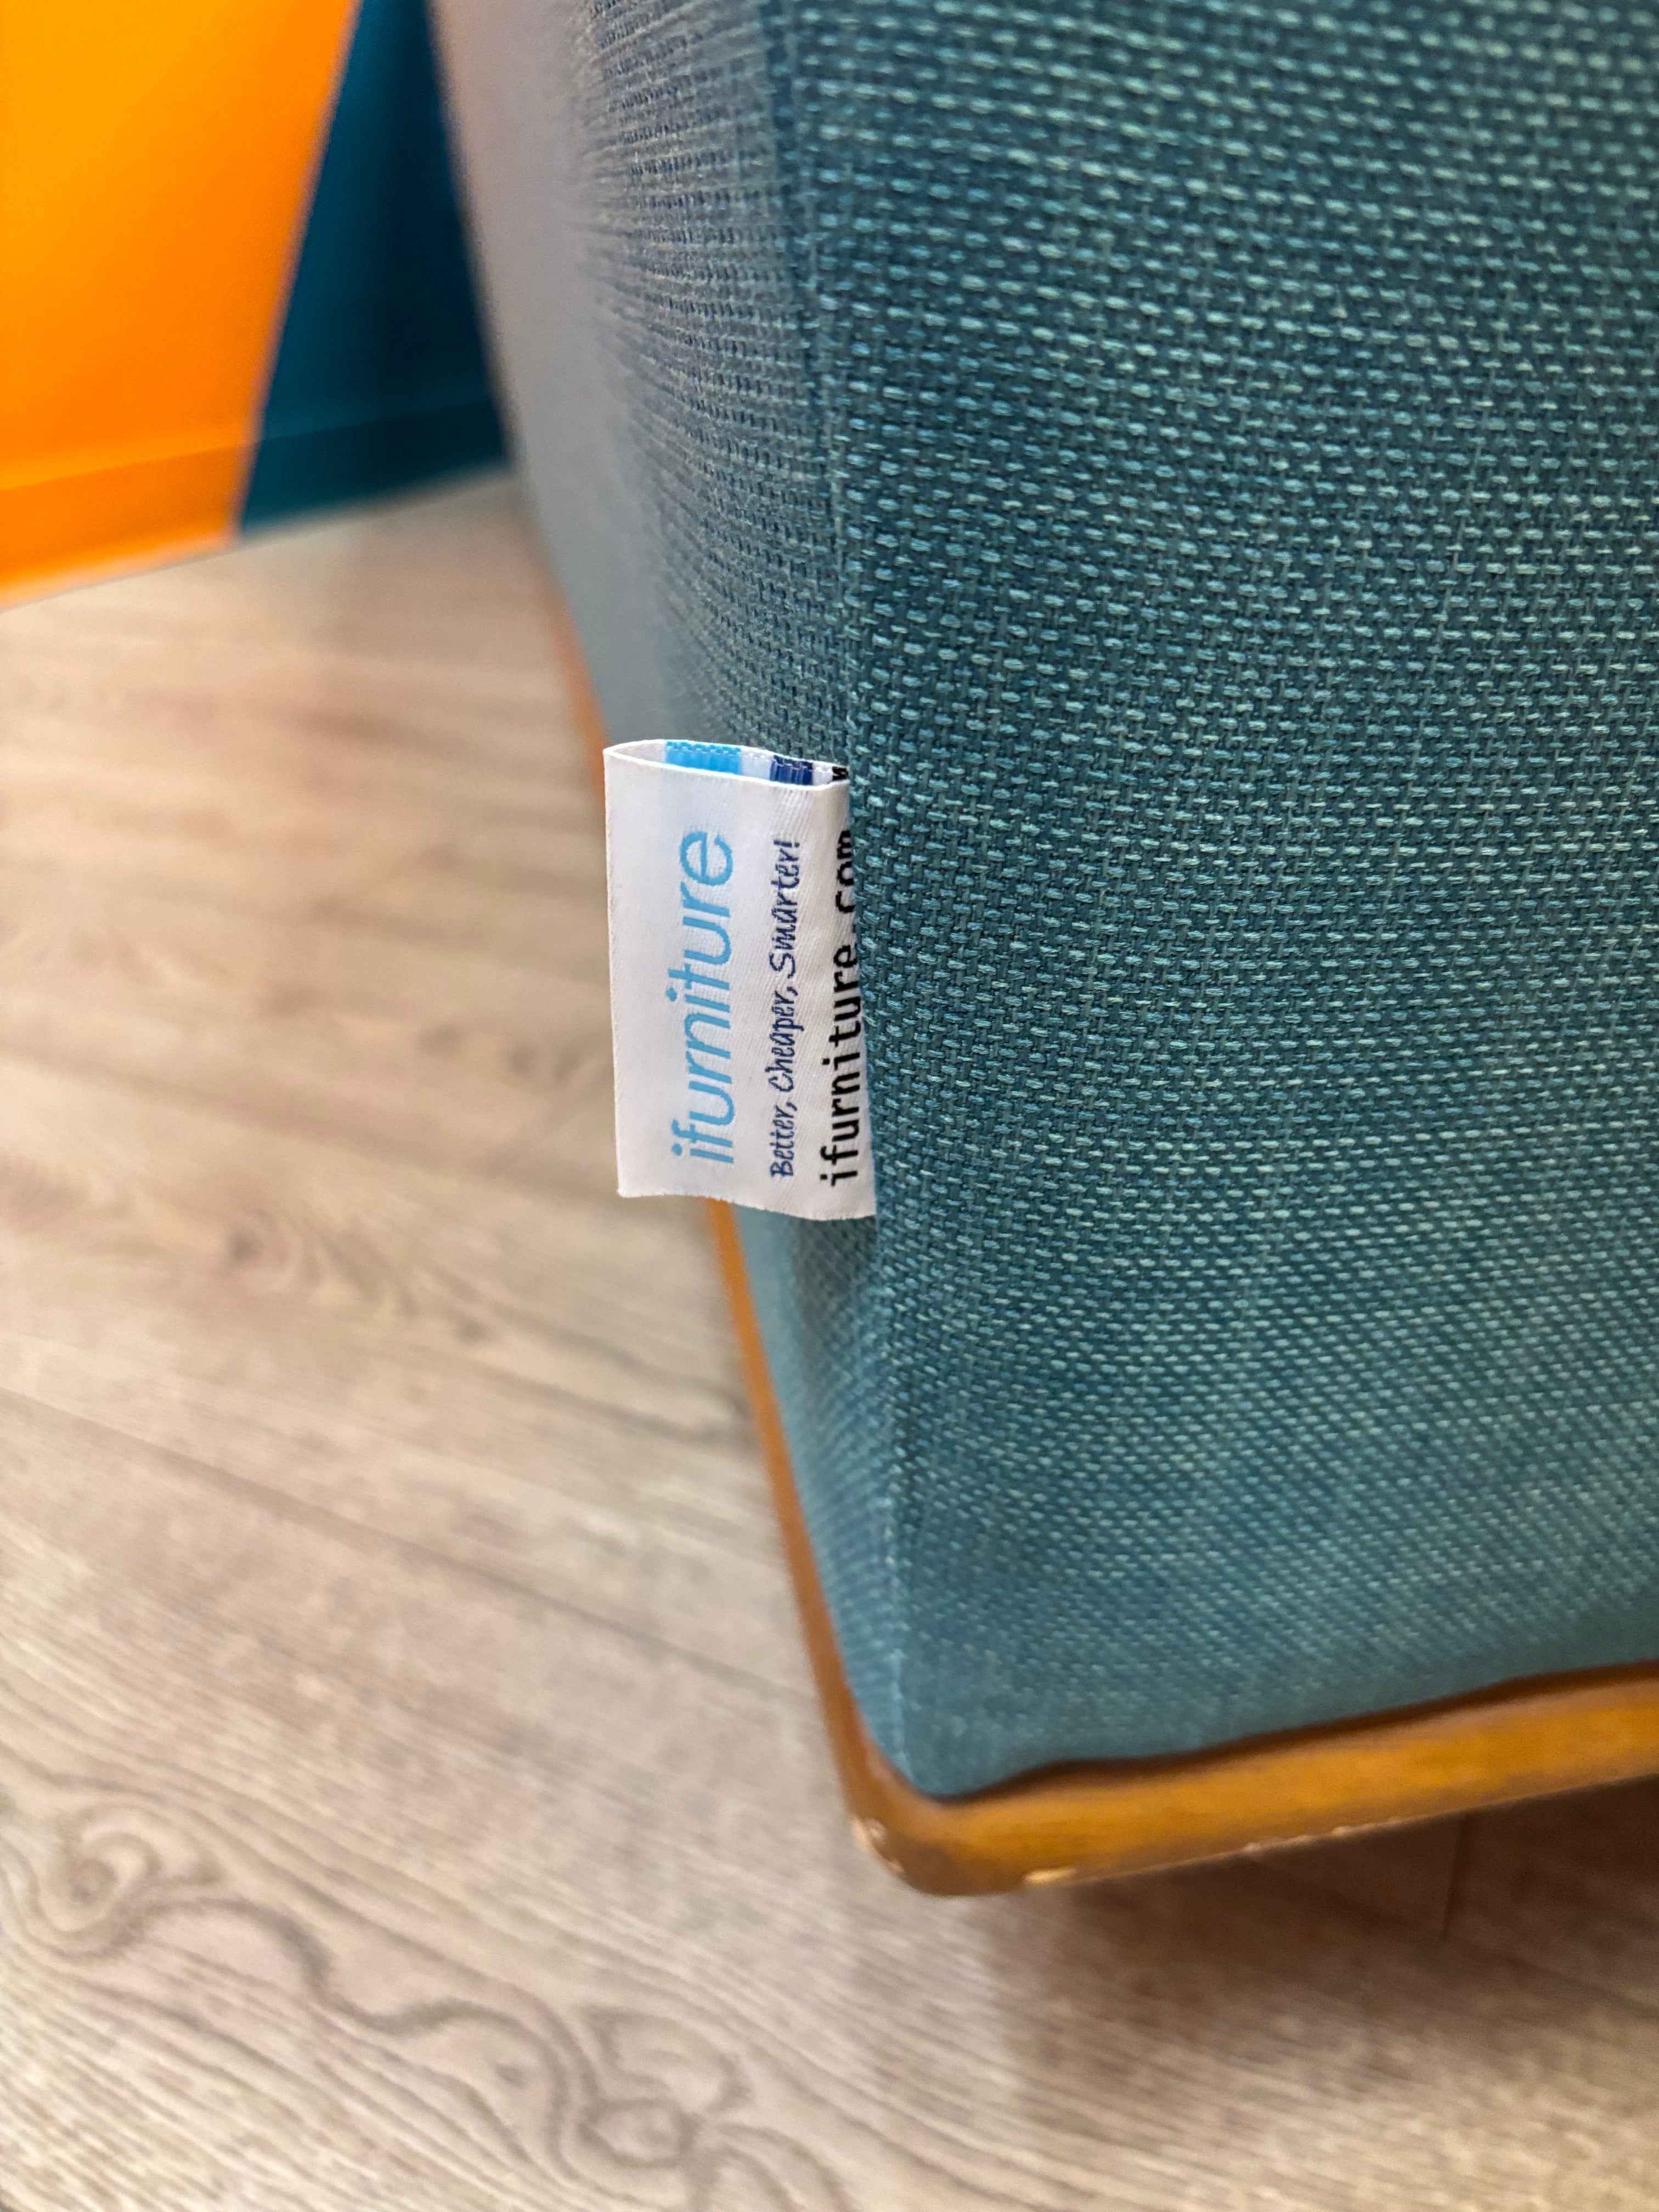 ifurniture
Better, Cheaper, Smarter!
ifurniture.com